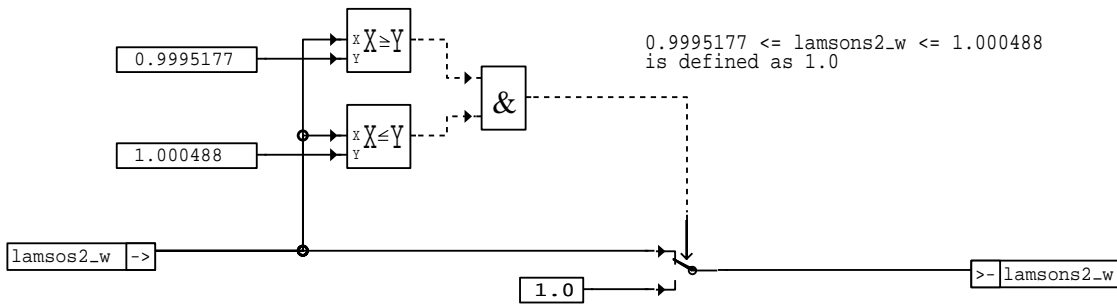 X X≥Y
Y
0.9995177
0.9995177 <= lamsons2_w <= 1.000488
is defined as 1.0
&
X X≤Y
Y
1.000488
lamsos2_w ->
1.0
>- lamsons2_w